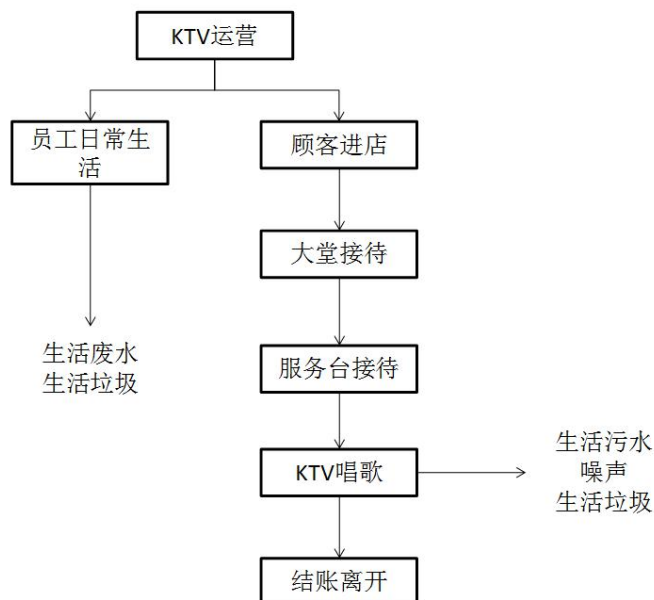 KTV运营
员工日常生
活
顾客进店
大堂接待
生活废水
生活垃圾
服务台接待
KTV唱歌
生活污水
噪声
生活垃圾
结账离开